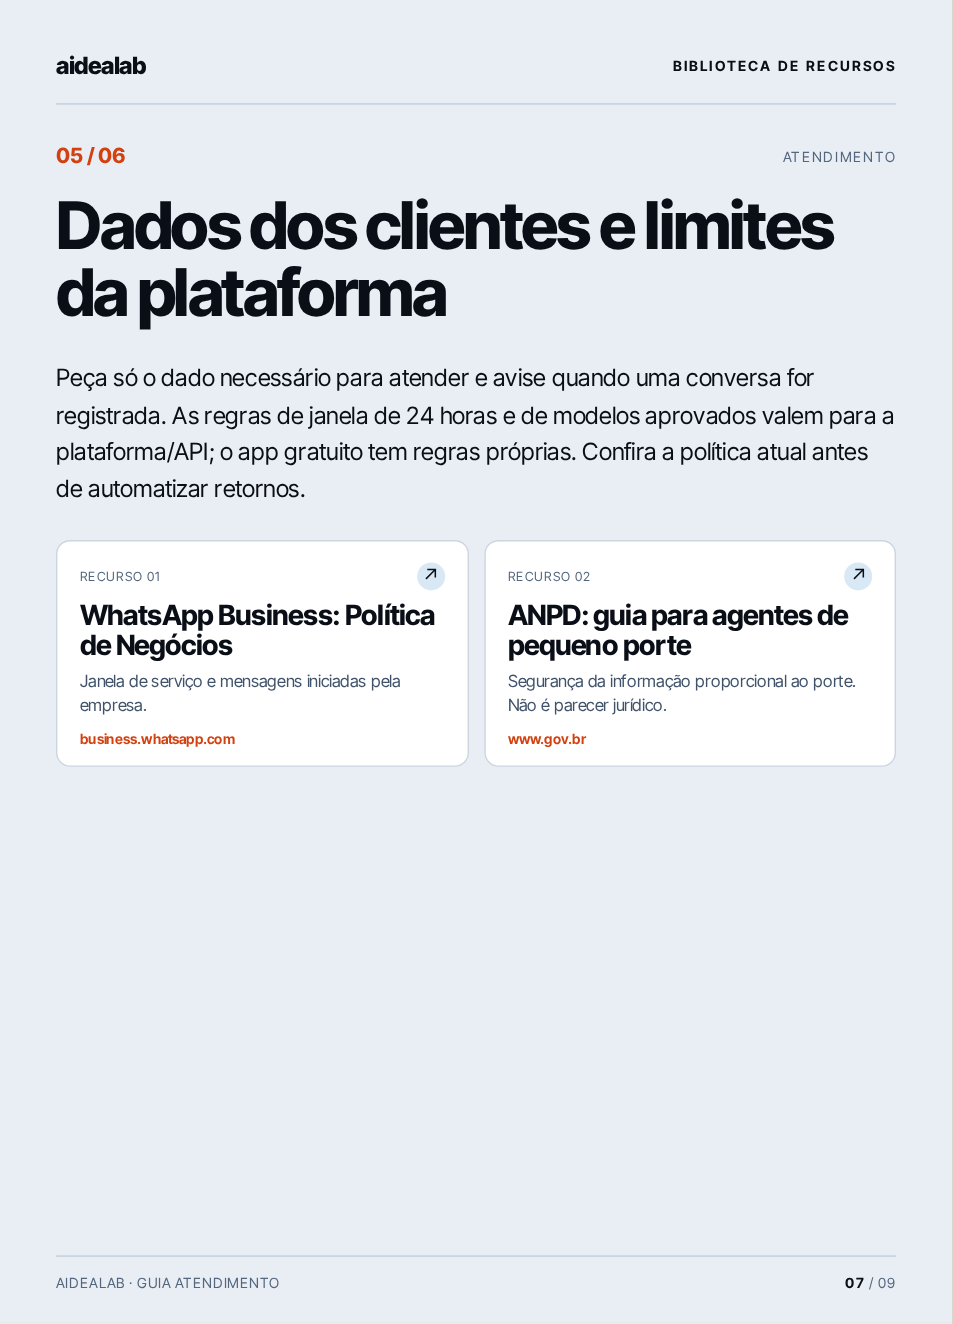 aidealab
BIBLIOTECA DE RECURSOS
05 / 06
ATENDIMENTO
Dados dos clientes e limites
da plataforma
Peça só o dado necessário para atender e avise quando uma conversa for
registrada. As regras de janela de 24 horas e de modelos aprovados valem para a
plataforma/API; o app gratuito tem regras próprias. Confira a política atual antes
de automatizar retornos.
RECURSO 01
WhatsApp Business: Política
de Negócios
Janela de serviço e mensagens iniciadas pela
empresa.
business.whatsapp.com
RECURSO 02
ANPD: guia para agentes de
pequeno porte
Segurança da informação proporcional ao porte.
Não é parecer jurídico.
www.gov.br
AIDEALAB · GUIA ATENDIMENTO
07 / 09